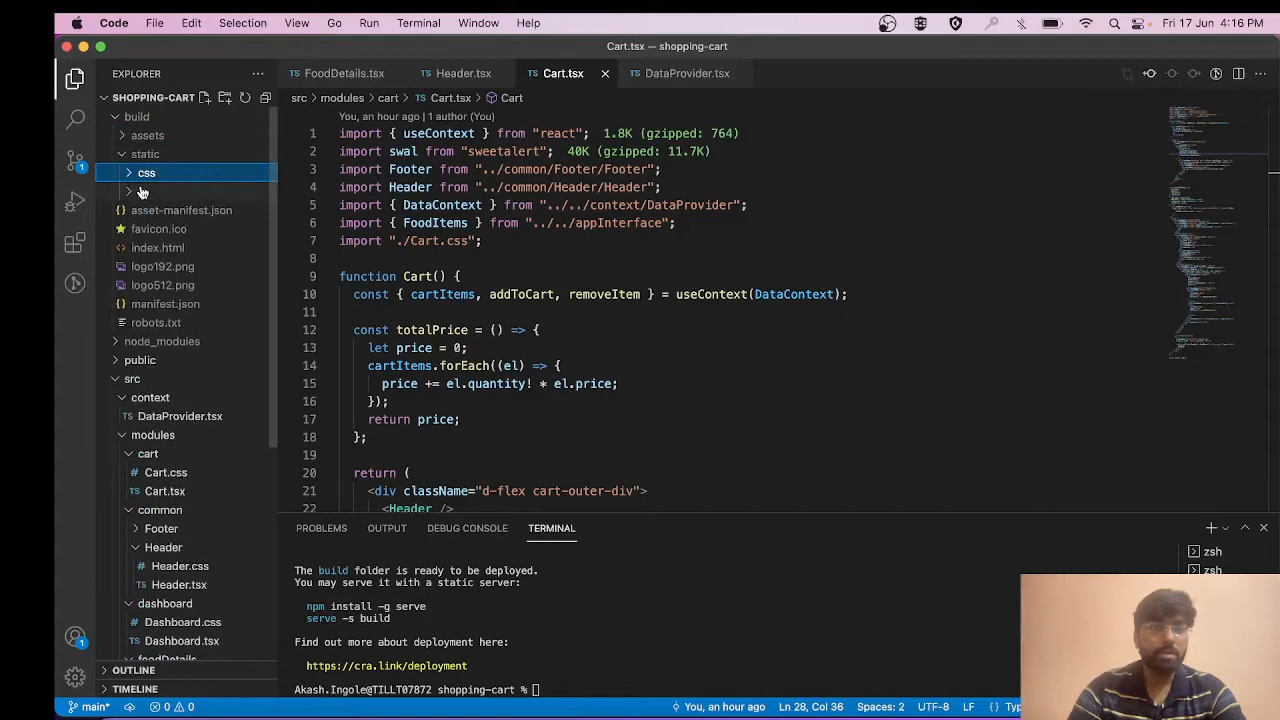 Code File Edit Selection View Go Run Terminal Window Help Fri 17 Jun 4:16 PM
Cart.tsx — shopping-cart
EXPLORER
SHOPPING-CART
build
assets
static
css
asset-manifest.json
favicon.ico
index.html
logo192.png
logo512.png
manifest.json
robots.txt
node_modules
public
src
context
TS DataProvider.tsx
modules
cart
# Cart.css
TS Cart.tsx
common
Footer
Header
# Header.css
TS Header.tsx
dashboard
# Dashboard.css
TS Dashboard.tsx
foodDetails
OUTLINE
TIMELINE
TS FoodDetails.tsx TS Header.tsx TS Cart.tsx TS DataProvider.tsx
src > modules > cart > TS Cart.tsx > Cart
You, an hour ago | 1 author (You)
1 import { useContext } from "react"; 1.8K (gzipped: 764)
2 import swal from "sweetalert"; 40K (gzipped: 11.7K)
3 import Footer from "../common/Footer/Footer";
4 import Header from "../common/Header/Header";
5 import { DataContext } from "../../context/DataProvider";
6 import { FoodItems } from "../../appInterface";
7 import "./Cart.css";
8
9 function Cart() {
10 const { cartItems, addToCart, removeItem } = useContext(DataContext);
11
12 const totalPrice = () => {
13 let price = 0;
14 cartItems.forEach((el) => {
15 price += el.quantity! * el.price;
16 });
17 return price;
18 };
19
20 return (
21 <div className="d-flex cart-outer-div">
22 <Header />
PROBLEMS OUTPUT DEBUG CONSOLE TERMINAL
The build folder is ready to be deployed.
You may serve it with a static server:
npm install -g serve
serve -s build
Find out more about deployment here:
https://cra.link/deployment
Akash.Ingole@TILLT07872 shopping-cart %
zsh
zsh
1
1
main* 0 0 You, an hour ago Ln 28, Col 36 Spaces: 2 UTF-8 LF {}